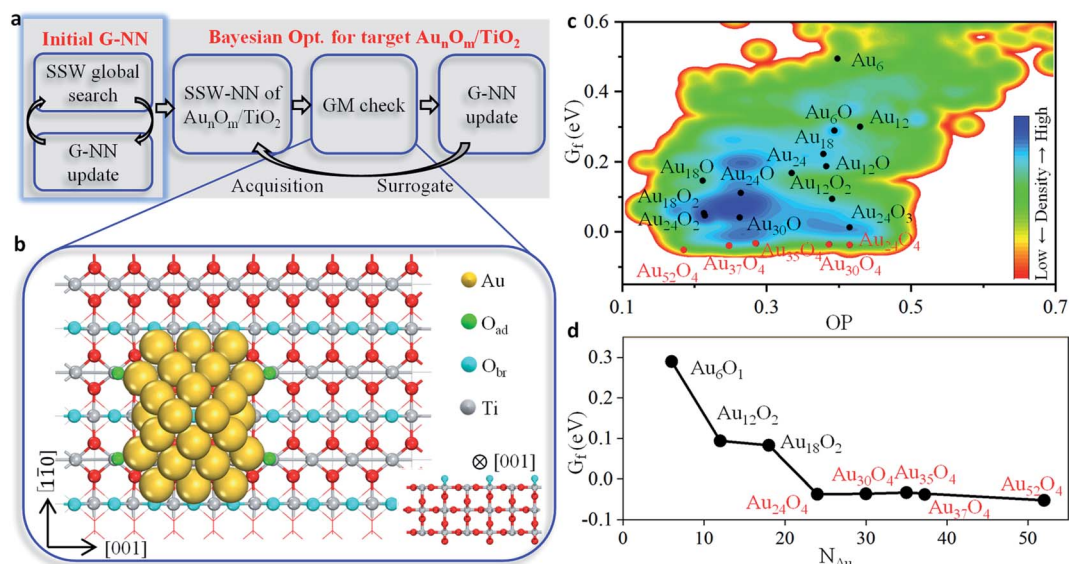 a
Initial G-NN
Bayesian Opt. for target AuₙOₘ/TiO₂
SSW global
search
G-NN
update
SSW-NN of
AuₙOₘ/TiO₂
GM check
G-NN
update
Acquisition
Surrogate
b
Au
O_ad
O_br
Ti
⊗ [001]
[11̄0]
[001]
c
G_f (eV)
0.6
0.4
0.2
0.0
0.1
0.3
0.5
0.7
OP
Au₆
Au₆O
Au₁₂
Au₁₈
Au₁₂O
Au₂₄
Au₁₈O
Au₂₄O
Au₁₂O₂
Au₁₈O₂
Au₂₄O₂
Au₃₀O
Au₂₄O₃
Au₅₂O₄
Au₃₇O₄
Au₃₅O₄
Au₃₀O₄
Au₂₄O₄
Low ← Density → High
d
G_f (eV)
0.3
0.2
0.1
0.0
-0.1
0
10
20
30
40
50
N_Au
Au₆O₁
Au₁₂O₂
Au₁₈O₂
Au₂₄O₄
Au₃₀O₄
Au₃₅O₄
Au₃₇O₄
Au₅₂O₄